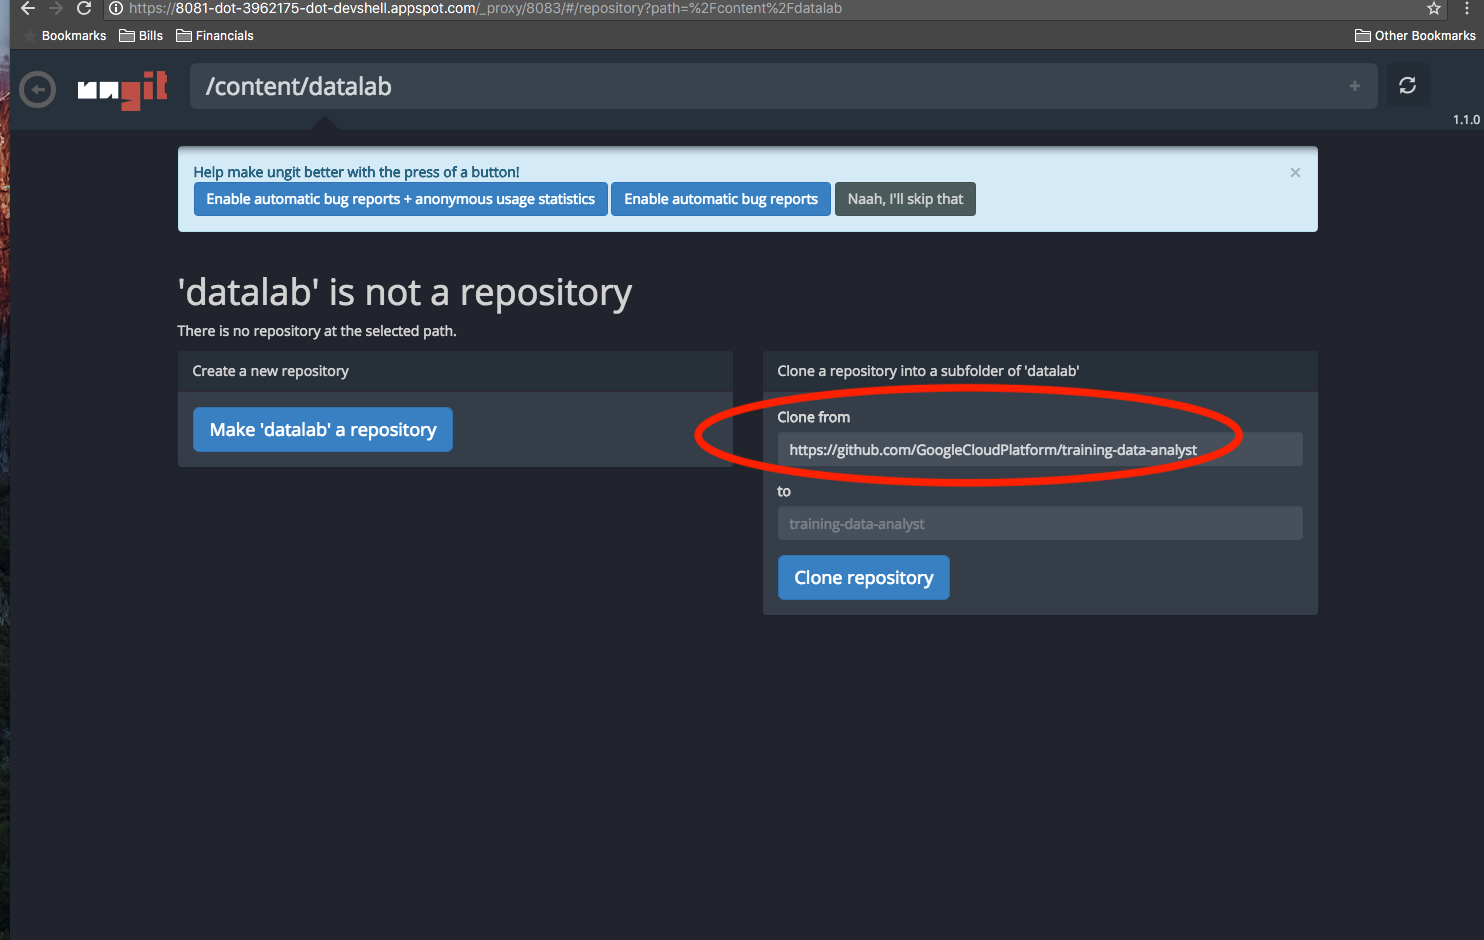 https://8081-dot-3962175-dot-devshell.appspot.com/_proxy/8083/#/repository?path=%2Fcontent%2Fdatalab
Bookmarks Bills Financials Other Bookmarks
ungit /content/datalab +
1.1.0
Help make ungit better with the press of a button! ×
Enable automatic bug reports + anonymous usage statistics Enable automatic bug reports Naah, I'll skip that
'datalab' is not a repository
There is no repository at the selected path.
Create a new repository
Make 'datalab' a repository
Clone a repository into a subfolder of 'datalab'
Clone from
https://github.com/GoogleCloudPlatform/training-data-analyst
to
training-data-analyst
Clone repository